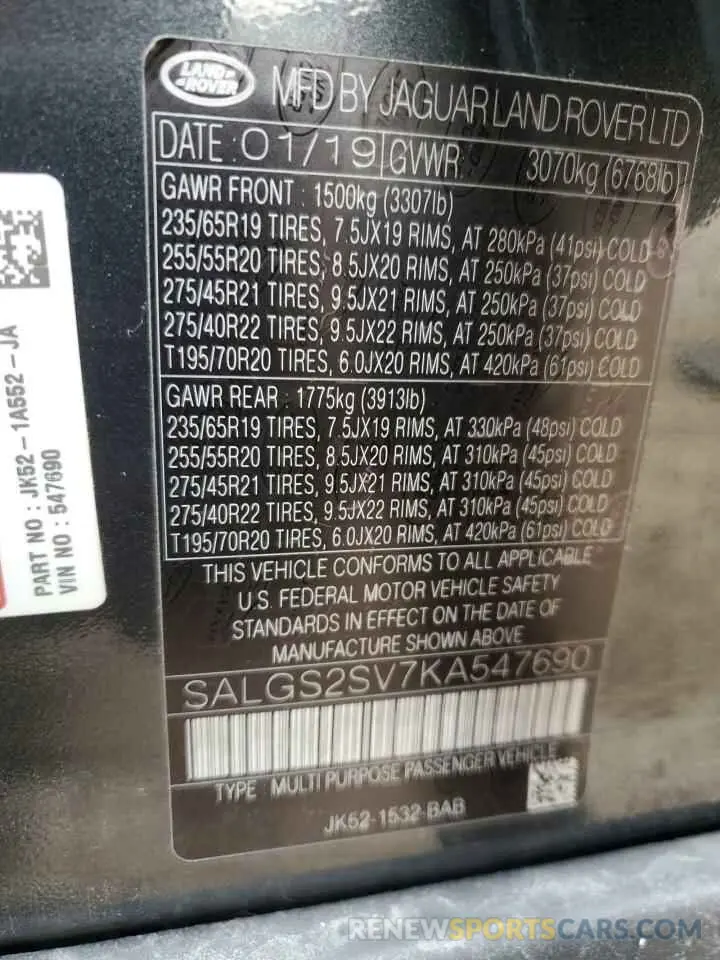 LAND ROVER
MFD BY JAGUAR LAND ROVER LTD
DATE: 01/19 GVWR 3070kg (6768lb)
GAWR FRONT : 1500kg (3307lb)
235/65R19 TIRES, 7.5JX19 RIMS, AT 280kPa (41psi) COLD
255/55R20 TIRES, 8.5JX20 RIMS, AT 250kPa (37psi) COLD
275/45R21 TIRES, 9.5JX21 RIMS, AT 250kPa (37psi) COLD
275/40R22 TIRES, 9.5JX22 RIMS, AT 250kPa (37psi) COLD
T195/70R20 TIRES, 6.0JX20 RIMS, AT 420kPa (61psi) COLD
GAWR REAR : 1775kg (3913lb)
235/65R19 TIRES, 7.5JX19 RIMS, AT 330kPa (48psi) COLD
255/55R20 TIRES, 8.5JX20 RIMS, AT 310kPa (45psi) COLD
275/45R21 TIRES, 9.5JX21 RIMS, AT 310kPa (45psi) COLD
275/40R22 TIRES, 9.5JX22 RIMS, AT 310kPa (45psi) COLD
T195/70R20 TIRES, 6.0JX20 RIMS, AT 420kPa (61psi) COLD
THIS VEHICLE CONFORMS TO ALL APPLICABLE
U.S. FEDERAL MOTOR VEHICLE SAFETY
STANDARDS IN EFFECT ON THE DATE OF
MANUFACTURE SHOWN ABOVE
SALGS2SV7KA547690
TYPE : MULTI PURPOSE PASSENGER VEHICLE
JK52-1532-BAB
PART NO : JK52-1A552-JA
VIN NO : 547690
RENEWSPORTSCARS.COM